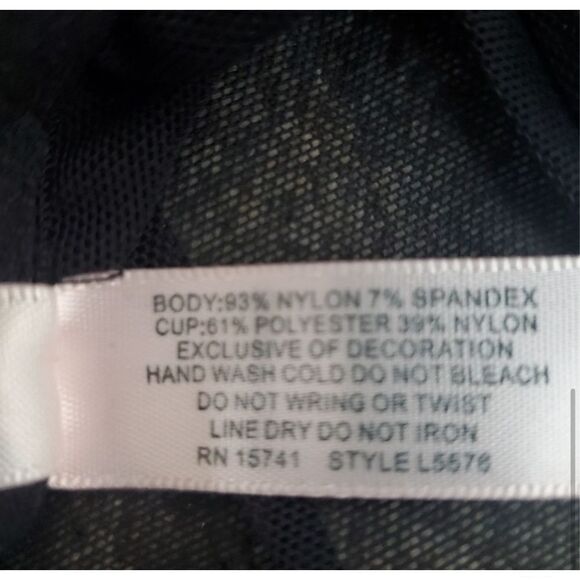 BODY:93% NYLON 7% SPANDEX
CUP:61% POLYESTER 39% NYLON
EXCLUSIVE OF DECORATION
HAND WASH COLD DO NOT BLEACH
DO NOT WRING OR TWIST
LINE DRY DO NOT IRON
RN 15741 STYLE L5576